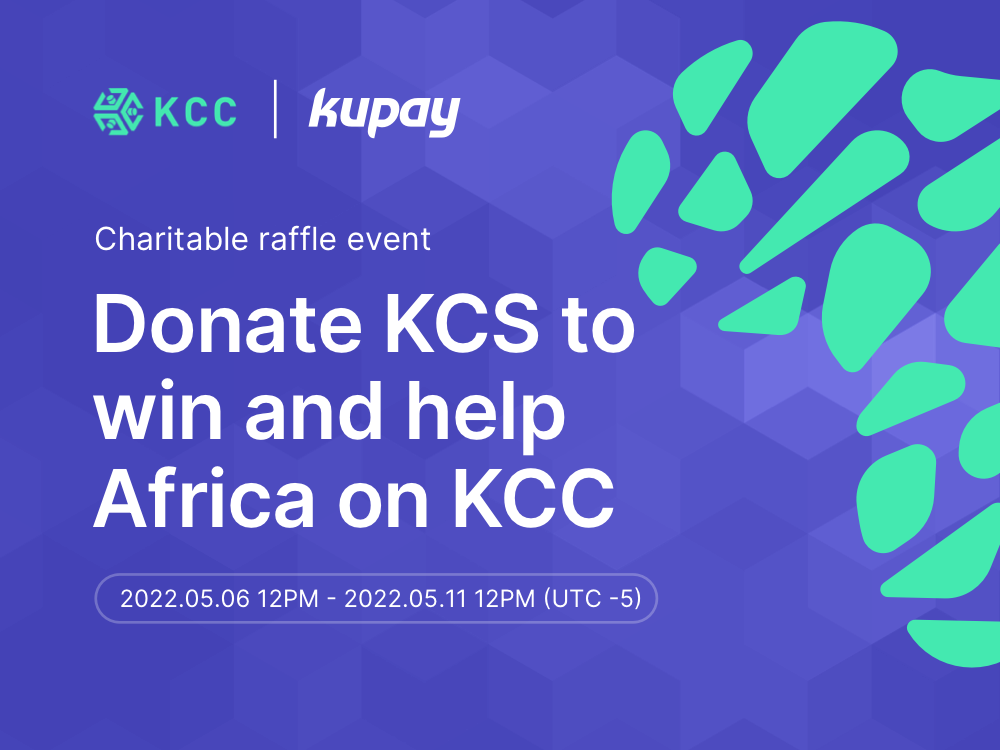 KCC | kupay
Charitable raffle event
Donate KCS to
win and help
Africa on KCC
2022.05.06 12PM - 2022.05.11 12PM (UTC -5)